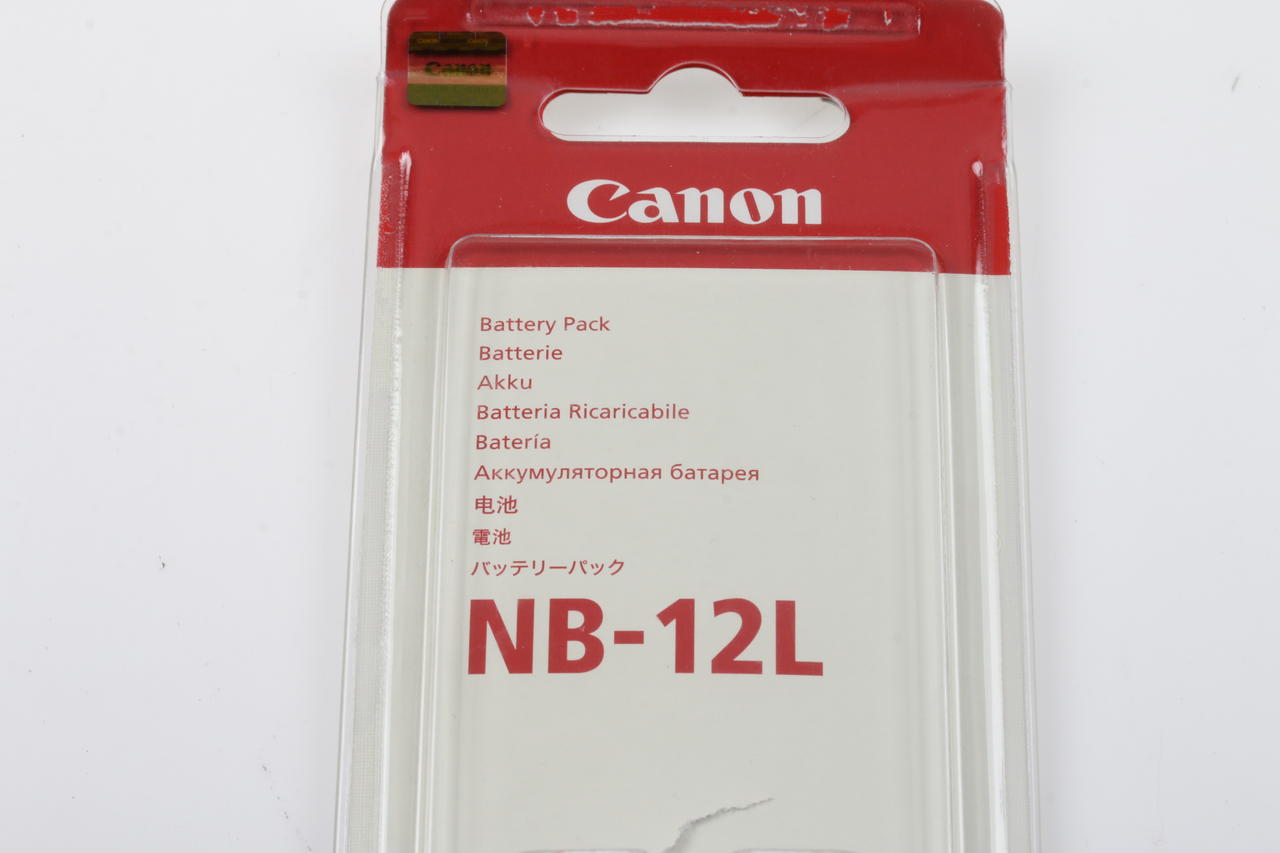 Canon
Canon
Battery Pack
Batterie
Akku
Batteria Ricaricabile
Batería
Аккумуляторная батарея
电池
電池
バッテリーパック
NB-12L